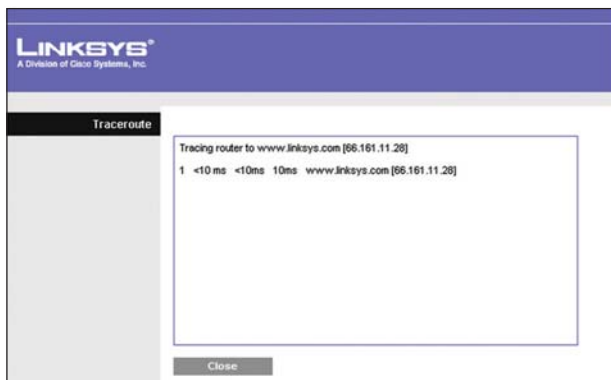 LINKSYS®
A Division of Cisco Systems, Inc.
Traceroute
Tracing router to www.linksys.com [66.161.11.28]
1 <10 ms <10ms 10ms www.linksys.com [66.161.11.28]
Close